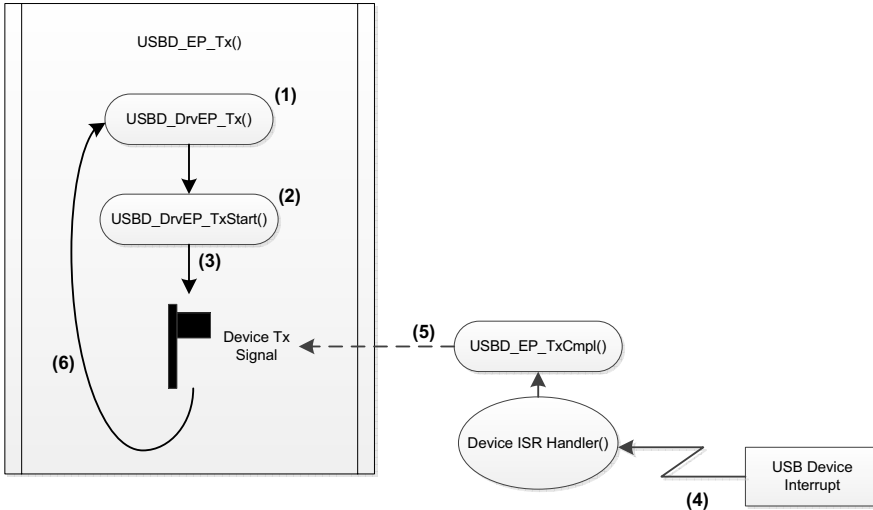 USBD_EP_Tx()
(1)
USBD_DrvEP_Tx()
(2)
USBD_DrvEP_TxStart()
(3)
Device Tx
Signal
(5)
USBD_EP_TxCmpl()
(6)
Device ISR Handler()
USB Device
Interrupt
(4)